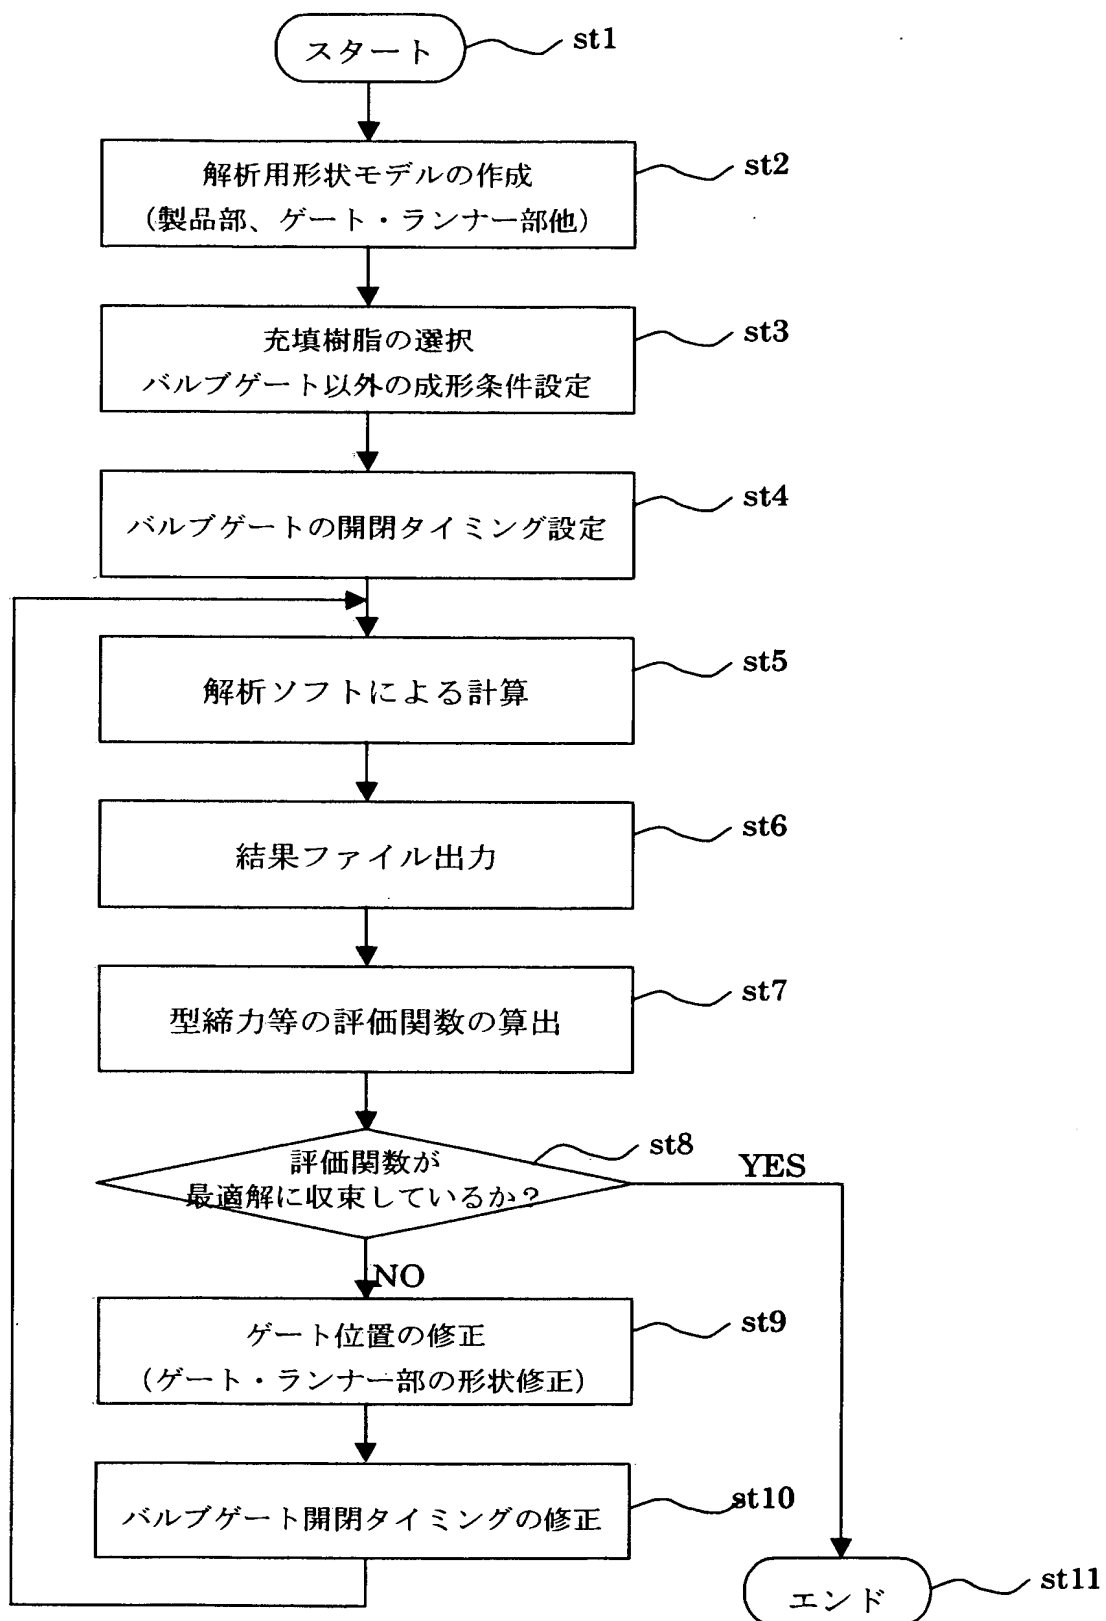 スタート
st1
解析用形状モデルの作成
(製品部、ゲート・ランナー部他)
st2
充填樹脂の選択
バルブゲート以外の成形条件設定
st3
バルブゲートの開閉タイミング設定
st4
解析ソフトによる計算
st5
結果ファイル出力
st6
型締力等の評価関数の算出
st7
評価関数が
最適解に収束しているか？
st8
YES
NO
ゲート位置の修正
(ゲート・ランナー部の形状修正)
st9
バルブゲート開閉タイミングの修正
st10
エンド
st11